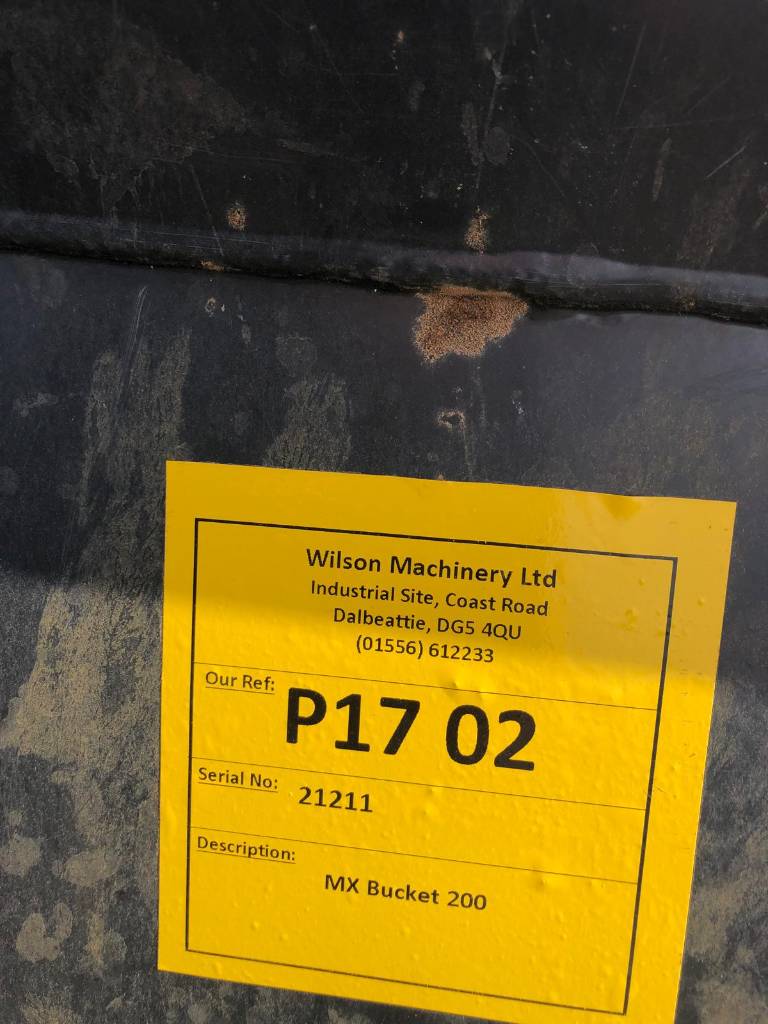 Wilson Machinery Ltd
Industrial Site, Coast Road
Dalbeattie, DG5 4QU
(01556) 612233
Our Ref: P17 02
Serial No: 21211
Description:
MX Bucket 200